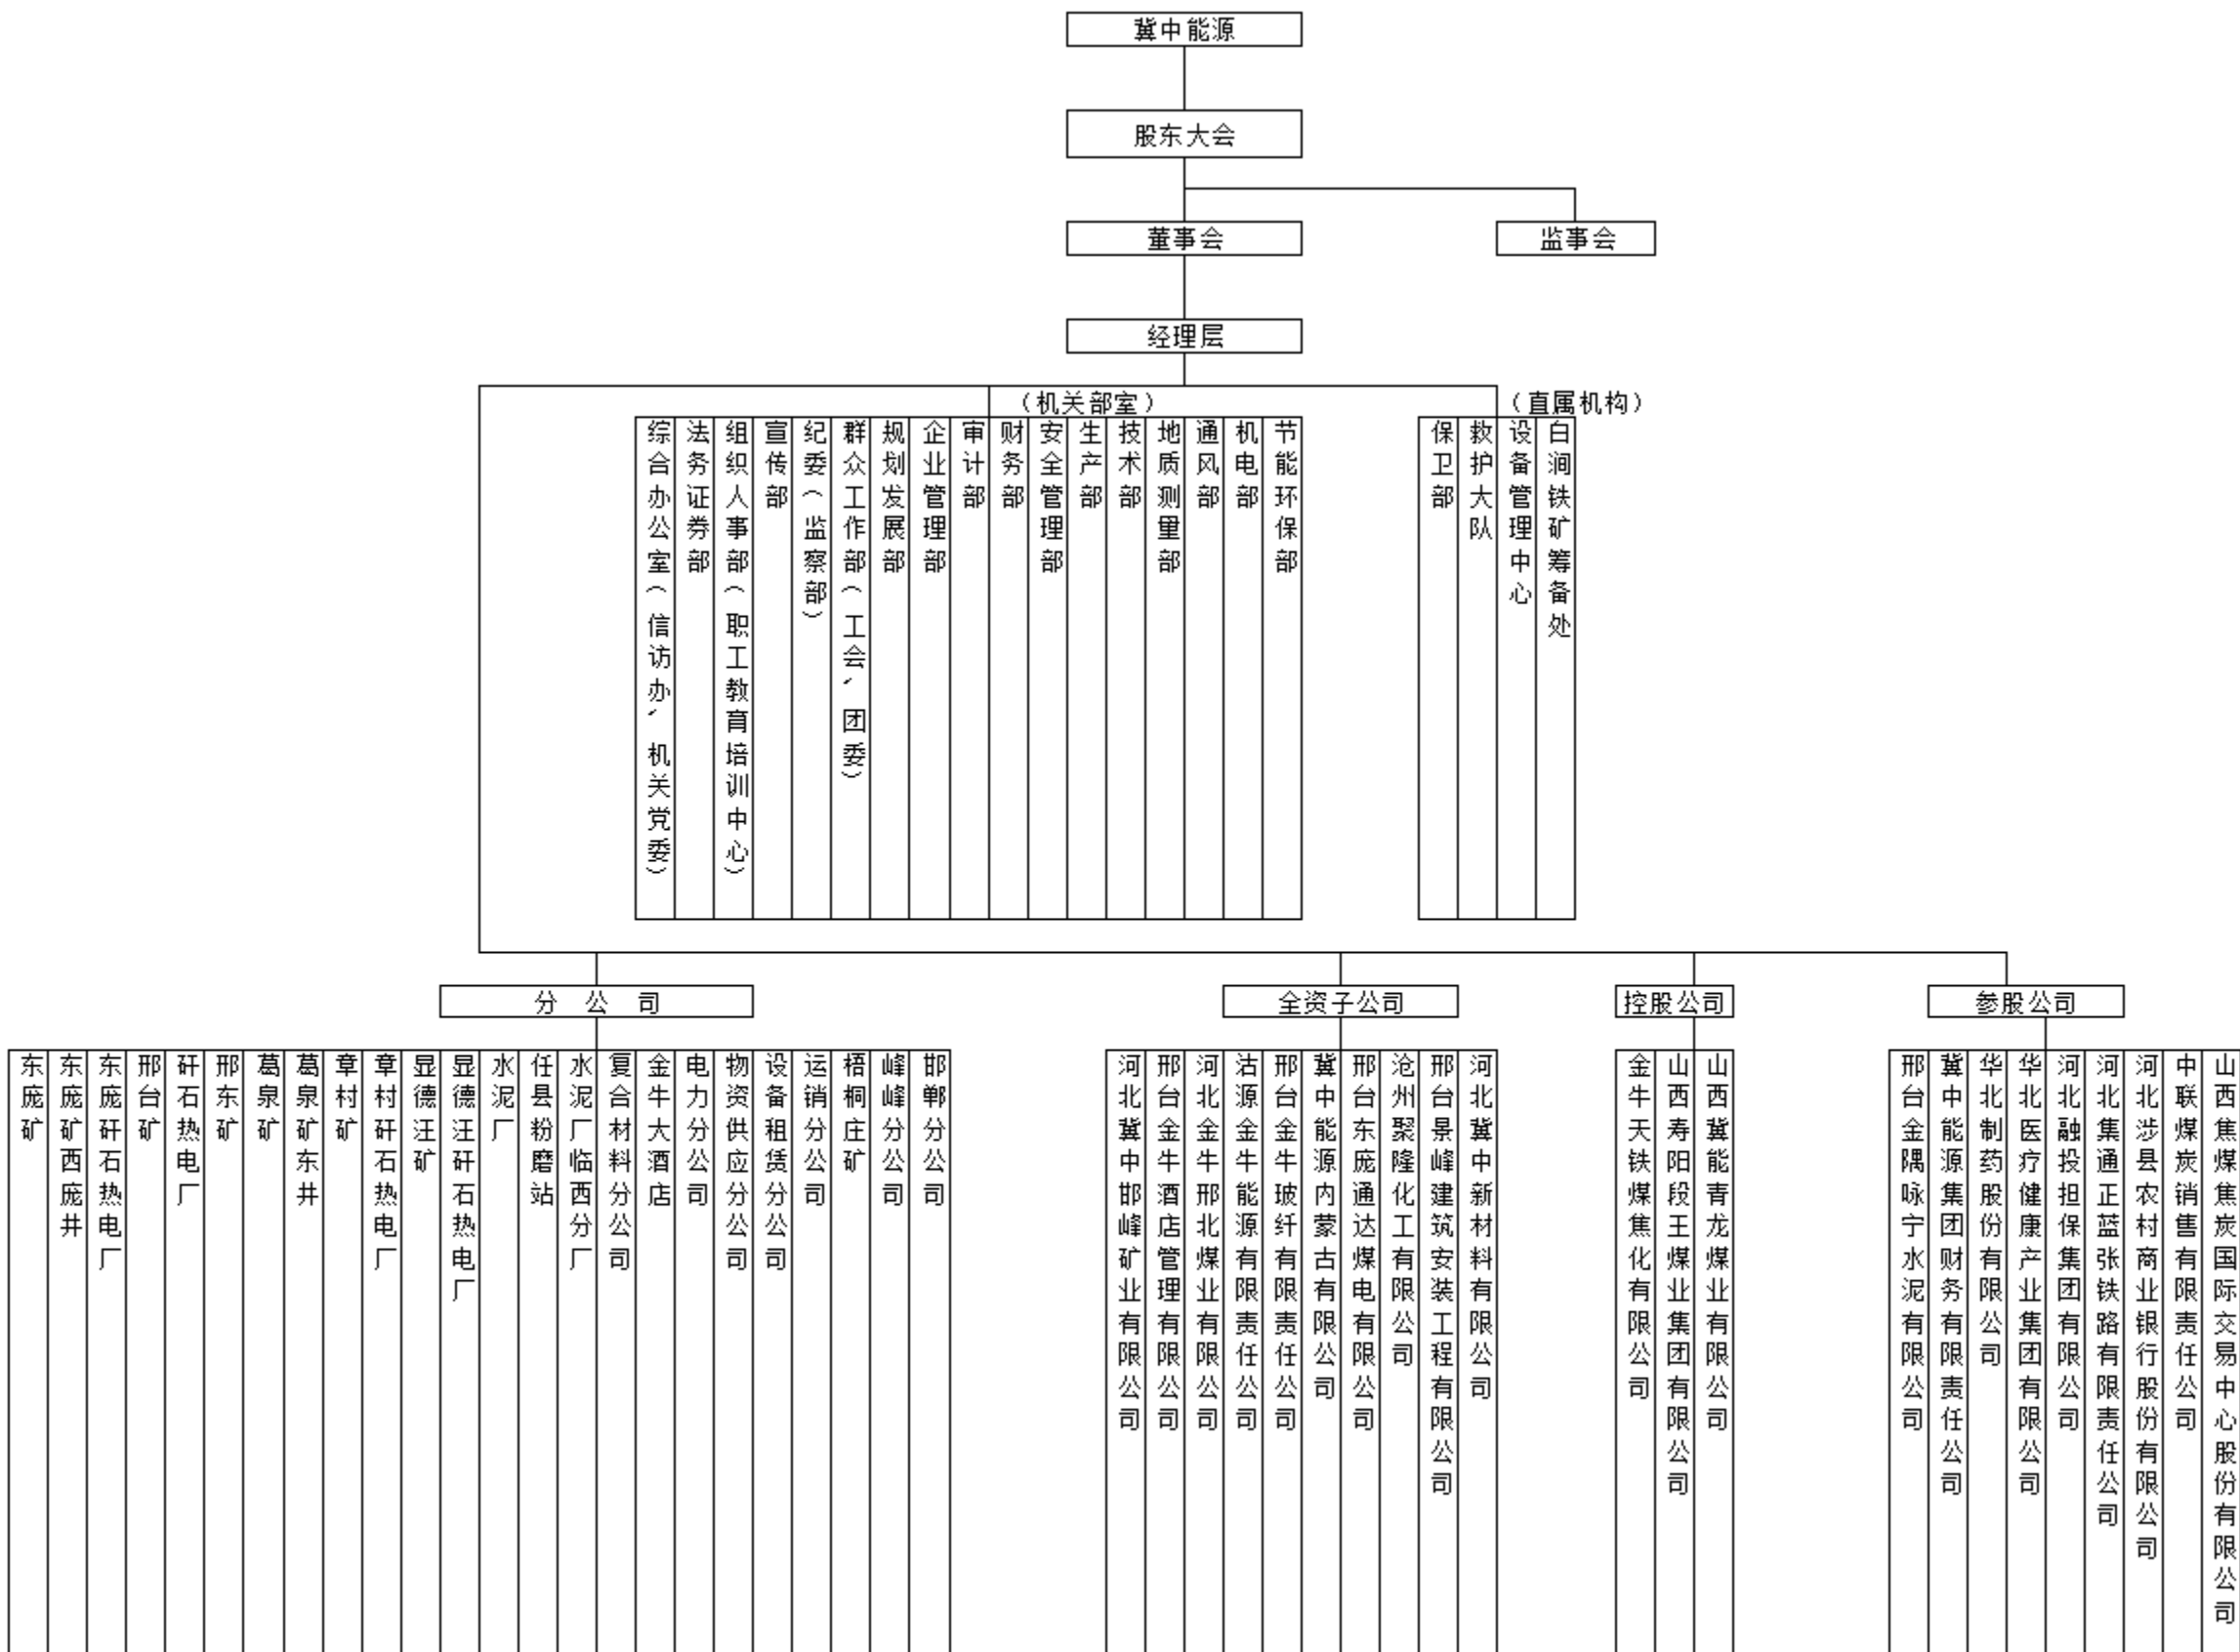 冀中能源
股东大会
董事会
监事会
经理层
（机关部室）
（直属机构）
综合办公室（信访办、机关党委）
法务证券部
组织人事部（职工教育培训中心）
宣传部
纪委（监察部）
群众工作部（工会、团委）
规划发展部
企业管理部
审计部
财务部
安全管理部
生产部
技术部
地质测量部
通风部
机电部
节能环保部
保卫部
救护大队
设备管理中心
白涧铁矿筹备处
分 公 司
全资子公司
控股公司
参股公司
东庞矿
东庞矿西庞井
东庞矸石热电厂
邢台矿
矸石热电厂
邢东矿
葛泉矿
葛泉矿东井
章村矿
章村矸石热电厂
显德汪矿
显德汪矸石热电厂
水泥厂
任县粉磨站
水泥厂临西分厂
复合材料分公司
金牛大酒店
电力分公司
物资供应分公司
设备租赁分公司
运销分公司
梧桐庄矿
峰峰分公司
邯郸分公司
河北冀中邯峰矿业有限公司
邢台金牛酒店管理有限公司
河北金牛邢北煤业有限公司
沽源金牛能源有限责任公司
邢台金牛玻纤有限责任公司
冀中能源内蒙古有限公司
邢台东庞通达煤电有限公司
沧州聚隆化工有限公司
邢台景峰建筑安装工程有限公司
河北冀中新材料有限公司
金牛天铁煤焦化有限公司
山西寿阳段王煤业集团有限公司
山西冀能青龙煤业有限公司
邢台金隅咏宁水泥有限公司
冀中能源集团财务有限责任公司
华北制药股份有限公司
华北医疗健康产业集团有限公司
河北融投担保集团有限公司
河北集通正蓝张铁路有限责任公司
河北涉县农村商业银行股份有限公司
中联煤炭销售有限责任公司
山西焦煤焦炭国际交易中心股份有限公司